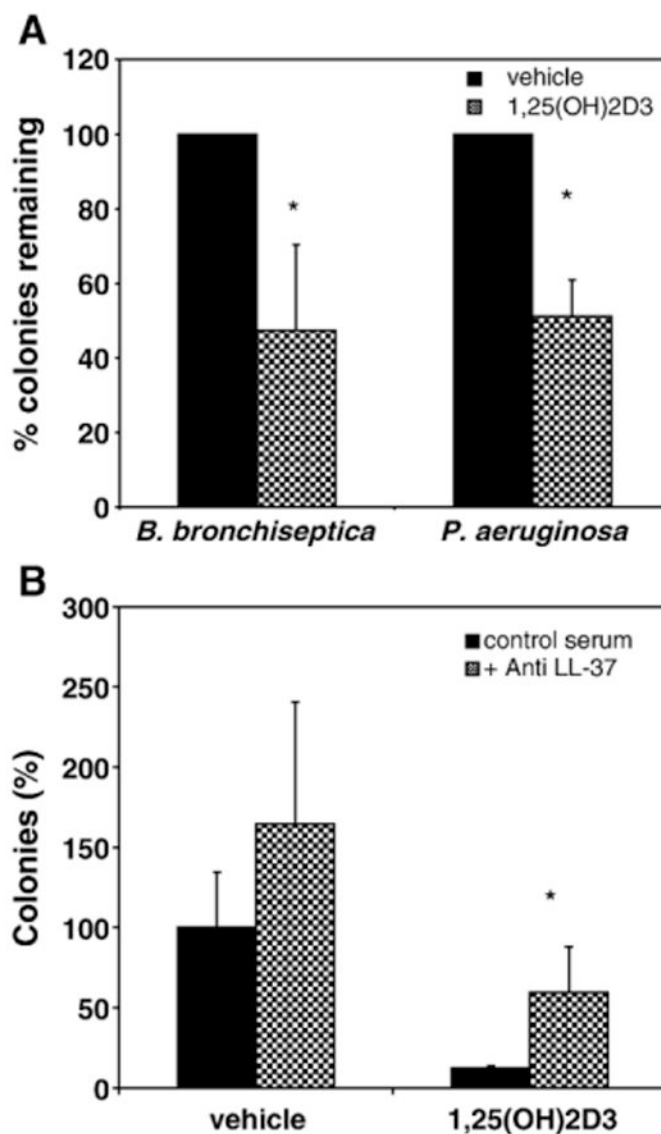 A
120
100
80
60
40
20
0
% colonies remaining
vehicle
1,25(OH)2D3
*
*
B. bronchiseptica
P. aeruginosa
B
300
250
200
150
100
50
0
Colonies (%)
control serum
+ Anti LL-37
*
vehicle
1,25(OH)2D3